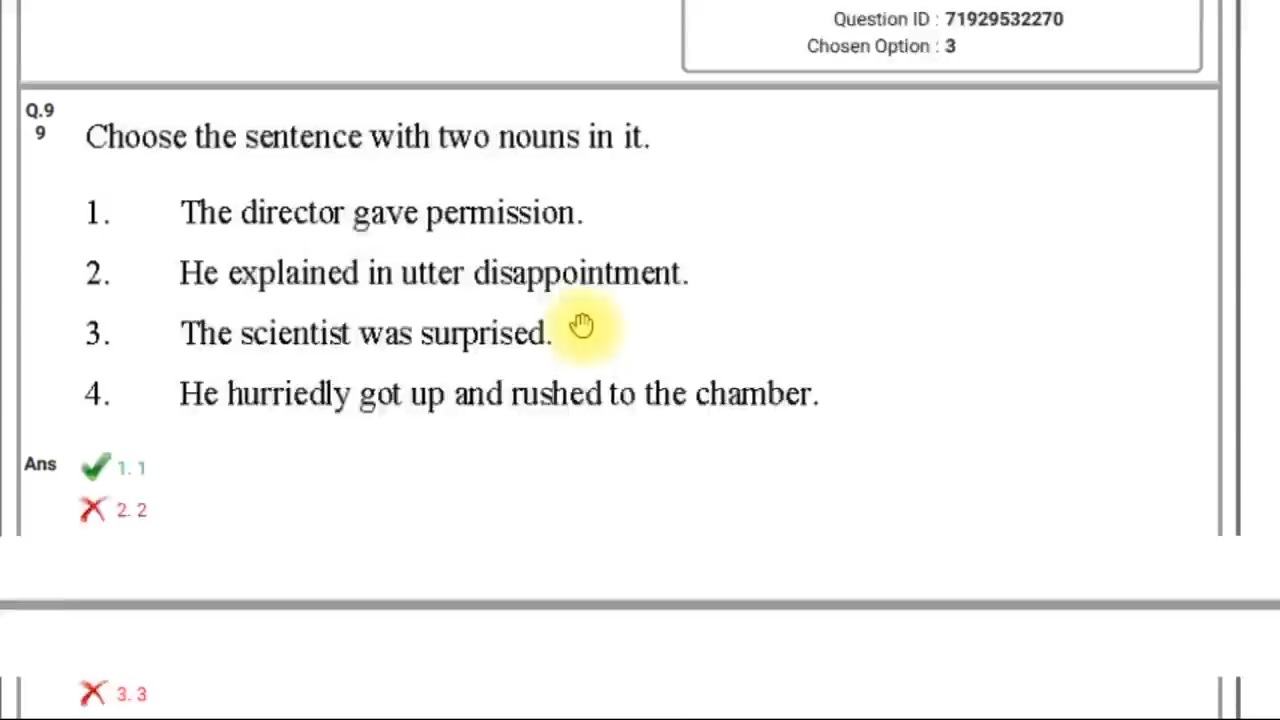 Question ID : 71929532270
Chosen Option : 3
Q.9
9
Choose the sentence with two nouns in it.
1. The director gave permission.
2. He explained in utter disappointment.
3. The scientist was surprised.
4. He hurriedly got up and rushed to the chamber.
Ans 1. 1
2. 2
3. 3